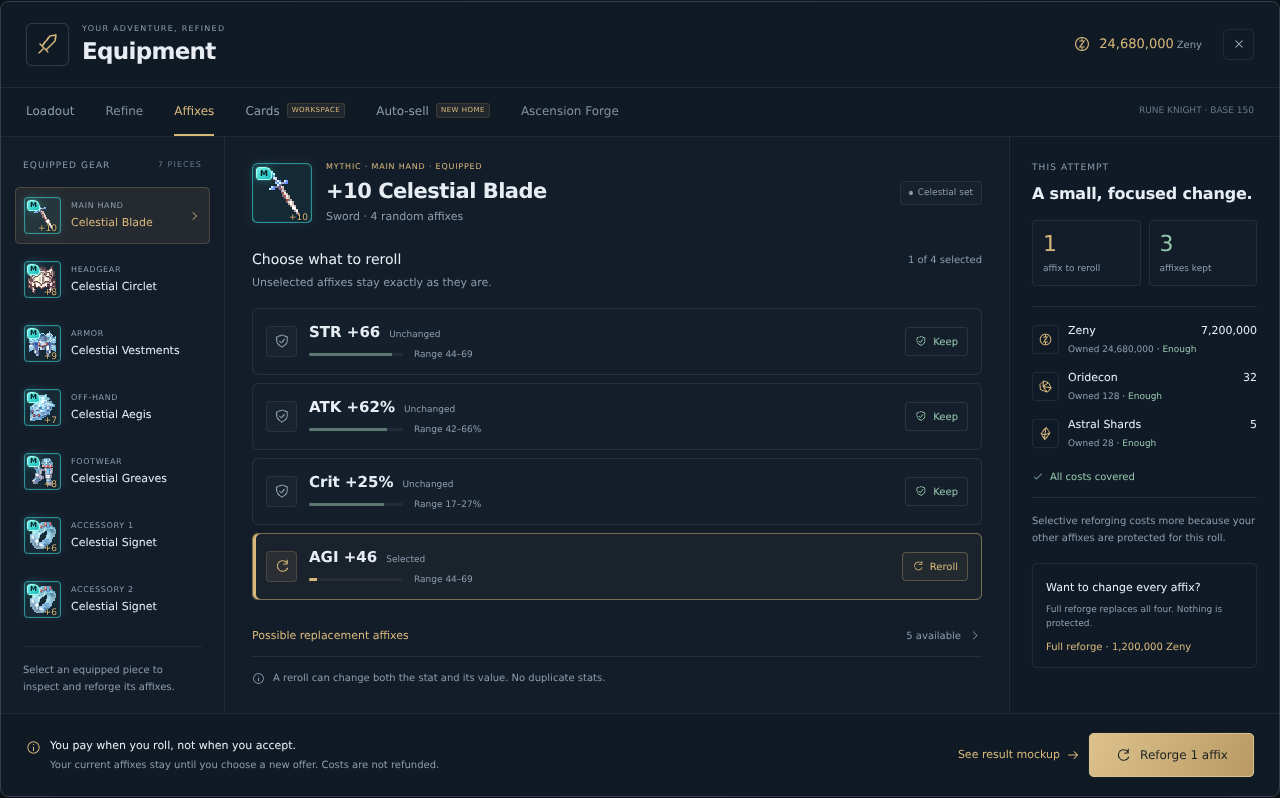 YOUR ADVENTURE, REFINED
Equipment
24,680,000 Zeny
Loadout
Refine
Affixes
Cards WORKSPACE
Auto-sell NEW HOME
Ascension Forge
RUNE KNIGHT · BASE 150
EQUIPPED GEAR
7 PIECES
M
+10
MAIN HAND
Celestial Blade
M
+8
HEADGEAR
Celestial Circlet
M
+9
ARMOR
Celestial Vestments
M
+7
OFF-HAND
Celestial Aegis
M
+8
FOOTWEAR
Celestial Greaves
M
+6
ACCESSORY 1
Celestial Signet
M
+6
ACCESSORY 2
Celestial Signet
Select an equipped piece to
inspect and reforge its affixes.
M
+10
MYTHIC · MAIN HAND · EQUIPPED
+10 Celestial Blade
Sword · 4 random affixes
Celestial set
Choose what to reroll
1 of 4 selected
Unselected affixes stay exactly as they are.
STR +66 Unchanged
Range 44–69
Keep
ATK +62% Unchanged
Range 42–66%
Keep
Crit +25% Unchanged
Range 17–27%
Keep
AGI +46 Selected
Range 44–69
Reroll
Possible replacement affixes
5 available
A reroll can change both the stat and its value. No duplicate stats.
THIS ATTEMPT
A small, focused change.
1
affix to reroll
3
affixes kept
Zeny 7,200,000
Owned 24,680,000 · Enough
Oridecon 32
Owned 128 · Enough
Astral Shards 5
Owned 28 · Enough
All costs covered
Selective reforging costs more because your
other affixes are protected for this roll.
Want to change every affix?
Full reforge replaces all four. Nothing is
protected.
Full reforge · 1,200,000 Zeny
You pay when you roll, not when you accept.
Your current affixes stay until you choose a new offer. Costs are not refunded.
See result mockup →
Reforge 1 affix